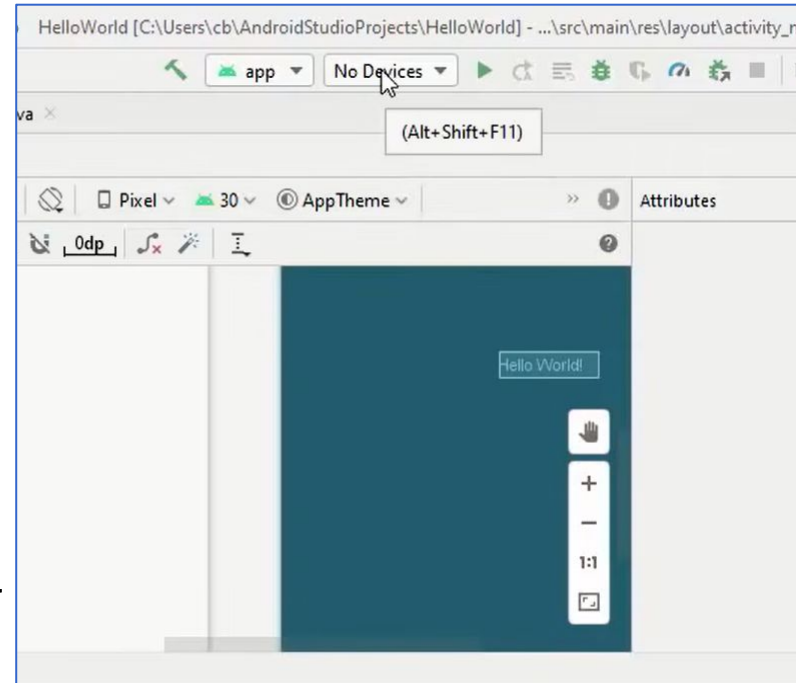 HelloWorld [C:\Users\cb\AndroidStudioProjects\HelloWorld] - ...\src\main\res\layout\activity_
app No Devices
va
(Alt+Shift+F11)
Pixel 30 AppTheme Attributes
0dp
Hello World!
1:1